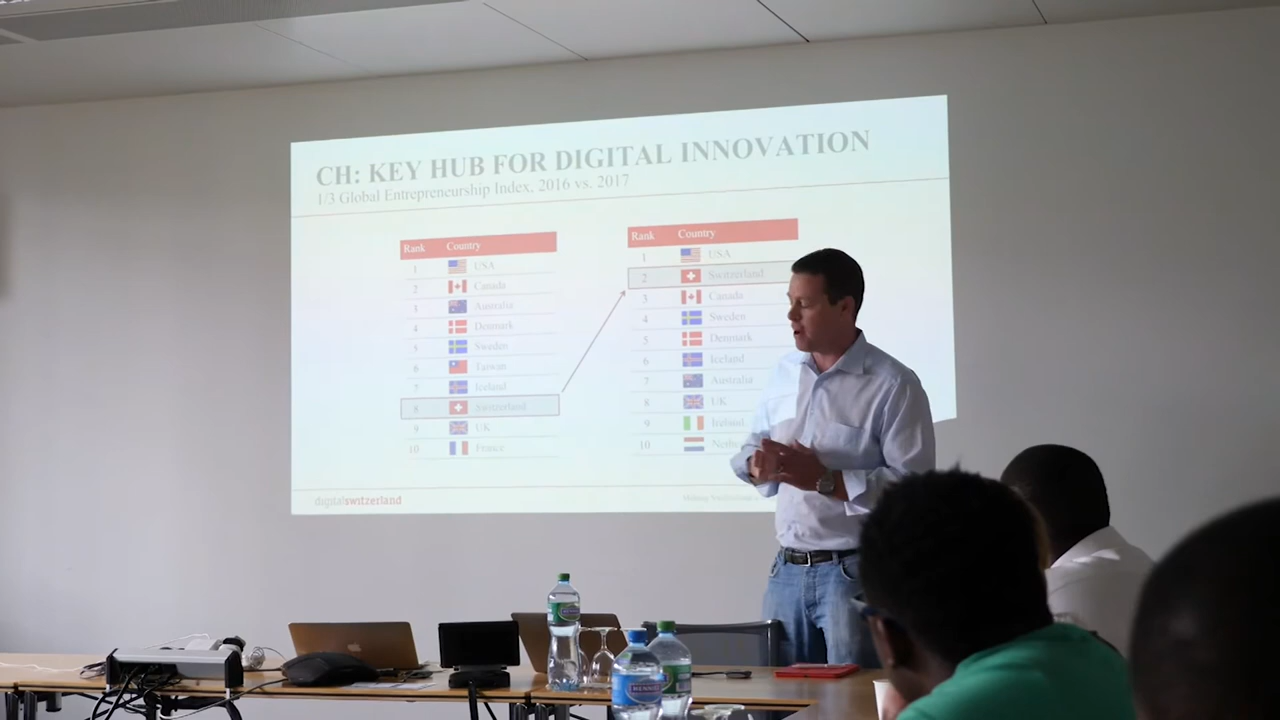 CH: KEY HUB FOR DIGITAL INNOVATION
1/3 Global Entrepreneurship Index, 2016 vs. 2017
Rank Country
1 USA
2 Canada
3 Australia
4 Denmark
5 Sweden
6 Taiwan
7 Iceland
8 Switzerland
9 UK
10 France
Rank Country
1 USA
2 Switzerland
3 Canada
4 Sweden
5 Denmark
6 Iceland
7 Australia
8 UK
9 Ireland
10 Nethe
digitalswitzerland